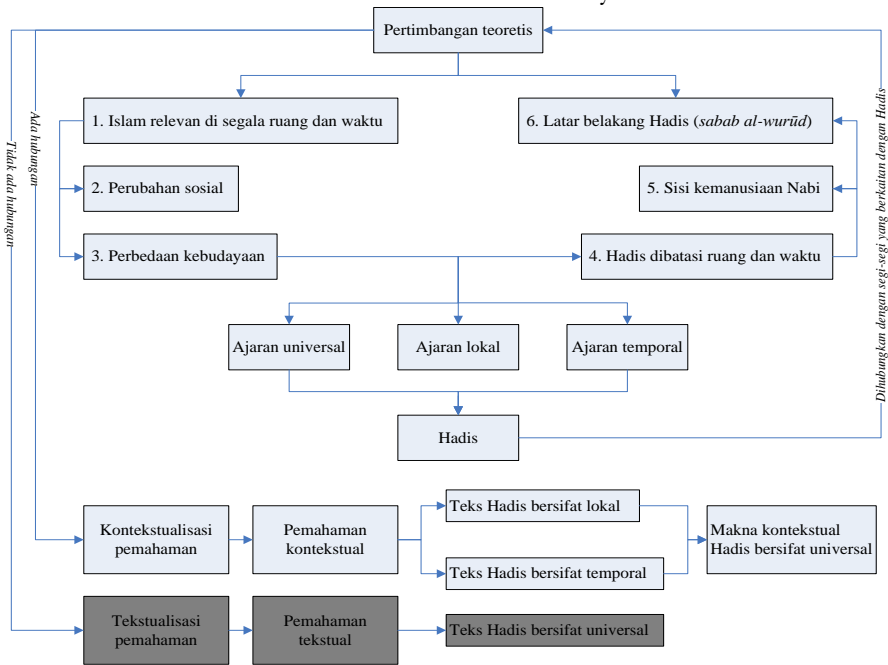 Pertimbangan teoretis
1. Islam relevan di segala ruang dan waktu
6. Latar belakang Hadis (sabab al-wurūd)
2. Perubahan sosial
5. Sisi kemanusiaan Nabi
3. Perbedaan kebudayaan
4. Hadis dibatasi ruang dan waktu
Ada hubungan
Tidak ada hubungan
Dihubungkan dengan segi-segi yang berkaitan dengan Hadis
Ajaran universal
Ajaran lokal
Ajaran temporal
Hadis
Kontekstualisasi
pemahaman
Pemahaman
kontekstual
Teks Hadis bersifat lokal
Teks Hadis bersifat temporal
Makna kontekstual
Hadis bersifat universal
Tekstualisasi
pemahaman
Pemahaman
tekstual
Teks Hadis bersifat universal